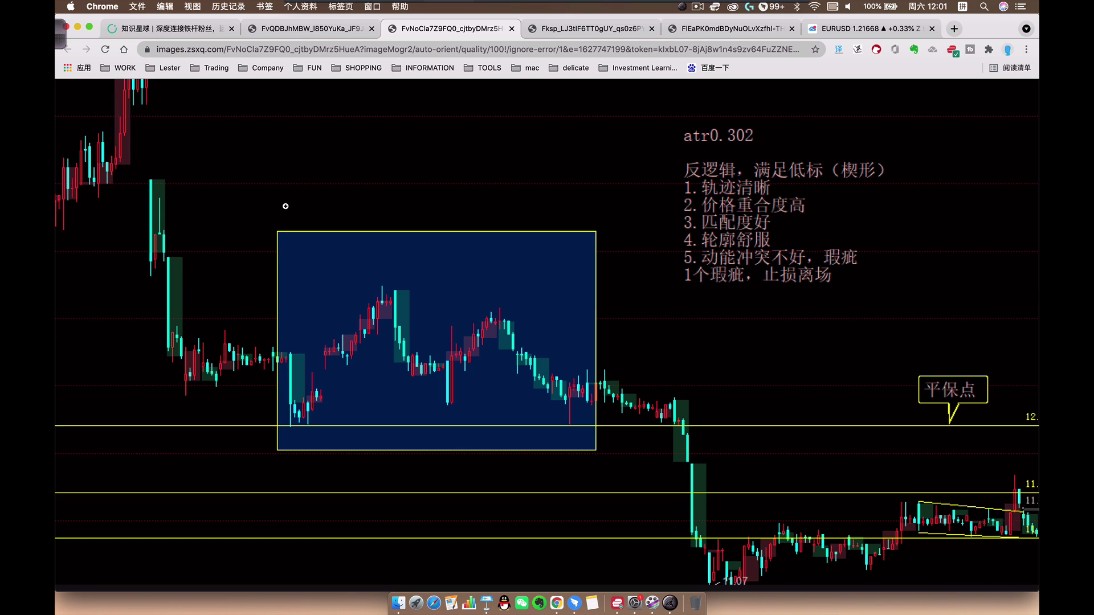 Chrome 文件 编辑 视图 历史记录 书签 个人资料 标签页 窗口 帮助 99+ 100% 周六 12:01
知识星球 | 深度连接铁杆粉丝, FvQDBJhMBW_l850YuKa_JF9 FvNoCla7Z9FQ0_cjtbyDMrz5H Fksp_LJ3tlF6TT0gUY_qs0z6P FlEaPK0mdBDyNuOLvXzfhl-TH EURUSD 1.21668 ▲ +0.33% Z
images.zsxq.com/FvNoCla7Z9FQ0_cjtbyDMrz5HueA?imageMogr2/auto-orient/quality/100!/ignore-error/1&e=1627747199&token=kIxbL07-8jAj8w1n4s9zv64FuZZNE...
应用 WORK Lester Trading Company FUN SHOPPING INFORMATION TOOLS mac delicate Investment Learni... 百度一下 阅读清单
atr0.302
反逻辑，满足低标（楔形）
1.轨迹清晰
2.价格重合度高
3.匹配度好
4.轮廓舒服
5.动能冲突不好，瑕疵
1个瑕疵，止损离场
平保点
12.
11.
11.
11.07